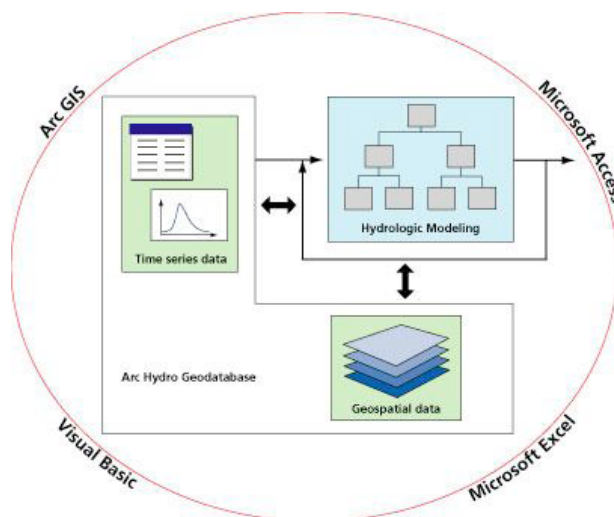 Arc GIS
Microsoft Access
Time series data
Hydrologic Modeling
Arc Hydro Geodatabase
Geospatial data
Visual Basic
Microsoft Excel